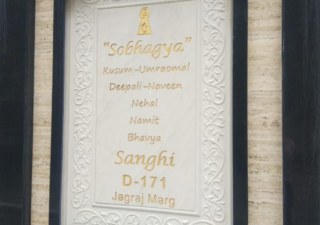 "Sobhagya"
Kusum-Umraomal
Deepali-Naveen
Nehal
Namit
Bhavya
Sanghi
D-171
Jagraj Marg